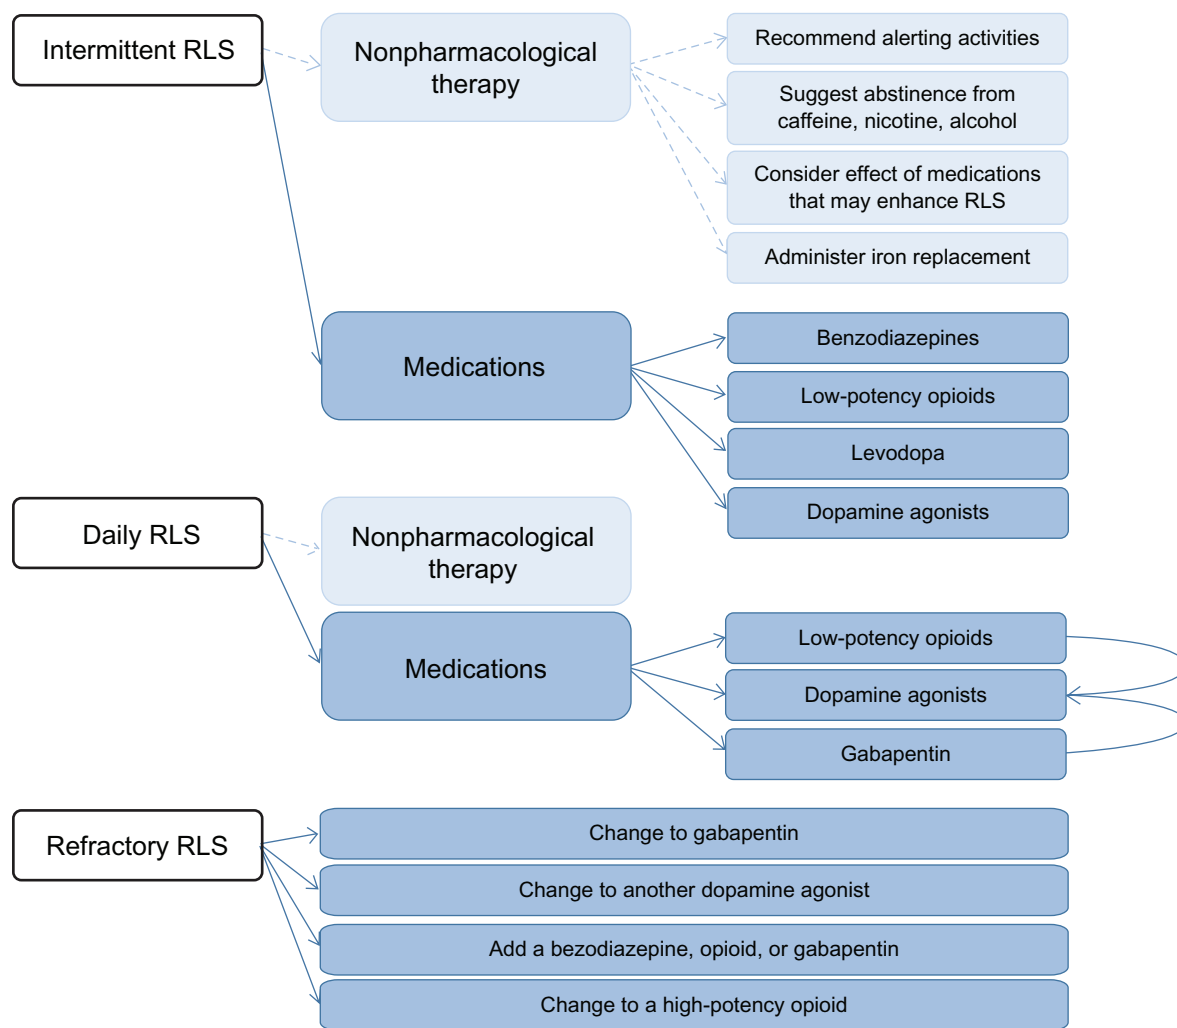 Intermittent RLS
Nonpharmacological
therapy
Recommend alerting activities
Suggest abstinence from
caffeine, nicotine, alcohol
Consider effect of medications
that may enhance RLS
Administer iron replacement
Medications
Benzodiazepines
Low-potency opioids
Levodopa
Dopamine agonists
Daily RLS
Nonpharmacological
therapy
Medications
Low-potency opioids
Dopamine agonists
Gabapentin
Refractory RLS
Change to gabapentin
Change to another dopamine agonist
Add a bezodiazepine, opioid, or gabapentin
Change to a high-potency opioid